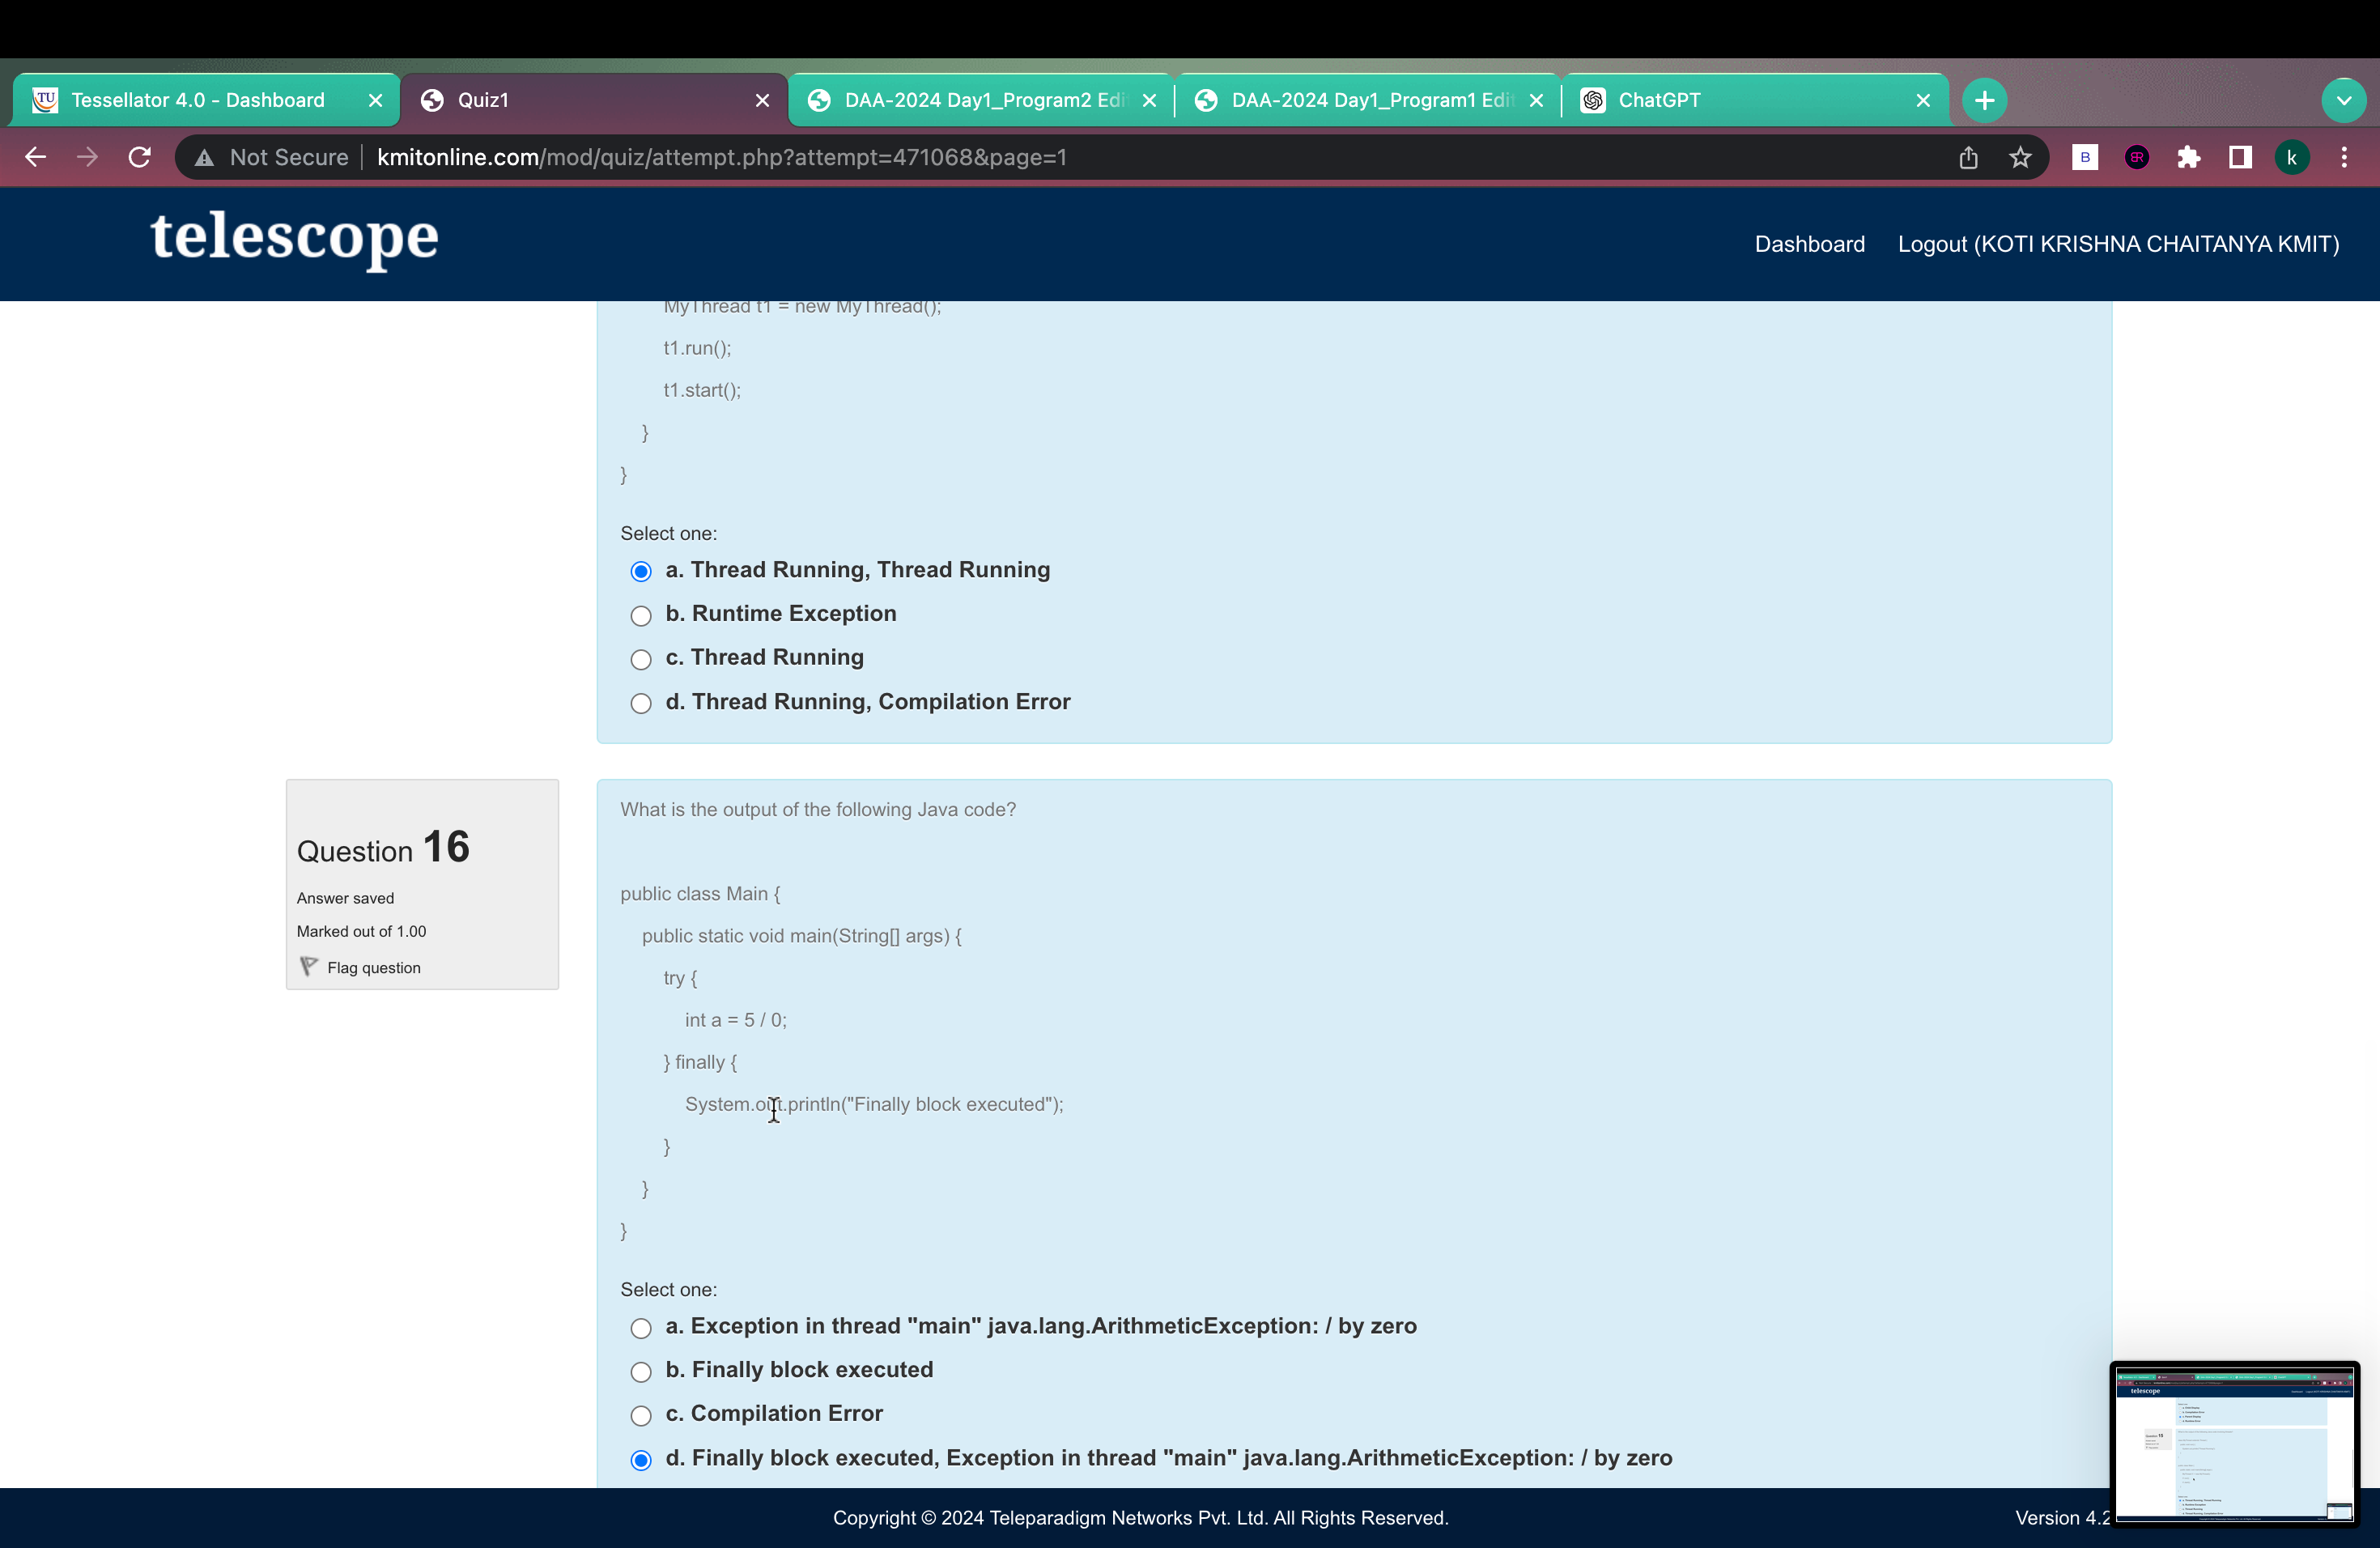 Tessellator 4.0 - Dashboard
Quiz1
DAA-2024 Day1_Program2 Edi
DAA-2024 Day1_Program1 Edi
ChatGPT
Not Secure
kmitonline.com/mod/quiz/attempt.php?attempt=471068&page=1
telescope
Dashboard
Logout (KOTI KRISHNA CHAITANYA KMIT)
MyThread t1 = new MyThread();
t1.run();
t1.start();
}
}
Select one:
a. Thread Running, Thread Running
b. Runtime Exception
c. Thread Running
d. Thread Running, Compilation Error
Question 16
Answer saved
Marked out of 1.00
Flag question
What is the output of the following Java code?
public class Main {
public static void main(String[] args) {
try {
int a = 5 / 0;
} finally {
System.out.println("Finally block executed");
}
}
}
Select one:
a. Exception in thread "main" java.lang.ArithmeticException: / by zero
b. Finally block executed
c. Compilation Error
d. Finally block executed, Exception in thread "main" java.lang.ArithmeticException: / by zero
telescope
Copyright © 2024 Teleparadigm Networks Pvt. Ltd. All Rights Reserved.
Version 4.2